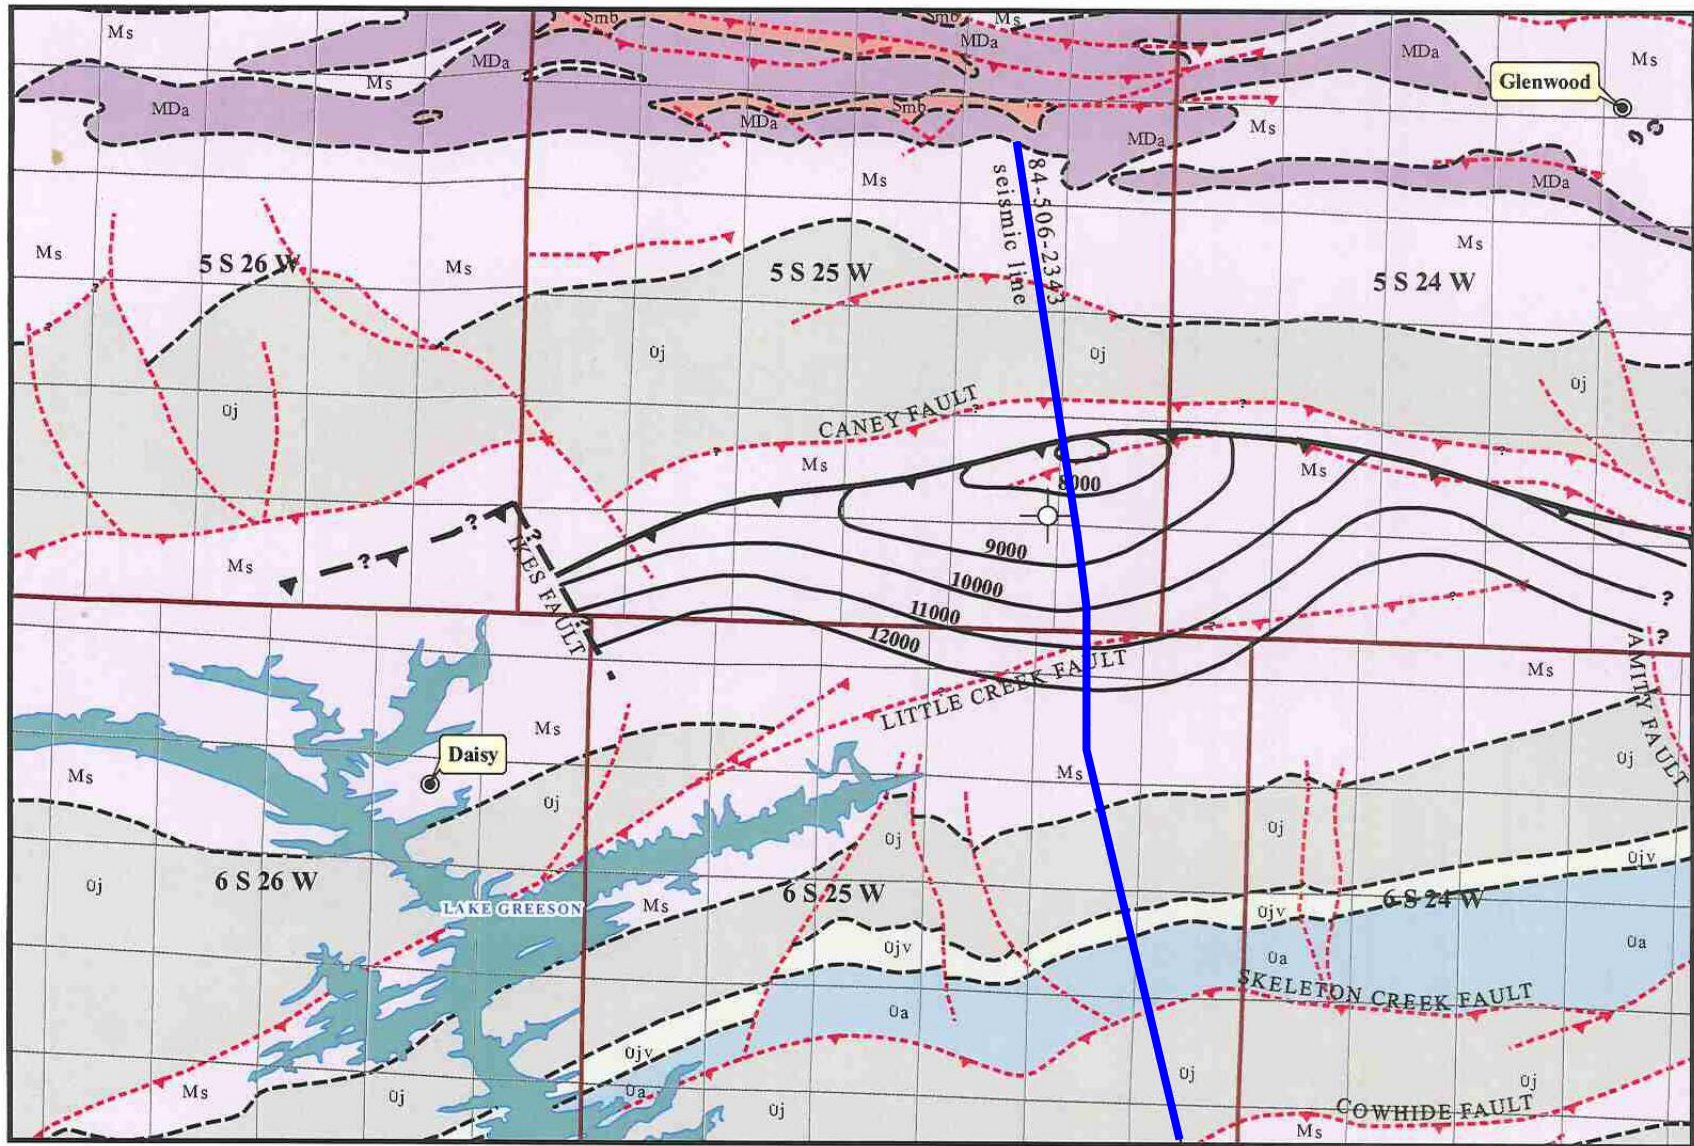 Ms
Smb
Smb
Ms
MDa
MDa
Ms
Glenwood
MDa
Ms
MDa
MDa
Smb
MDa
Ms
Ms
MDa
84-506-2343
seismic line
Ms
5 S 26 W
Ms
5 S 25 W
Ms
5 S 24 W
?
?
Oj
Oj
Oj
Oj
CANEY FAULT
?
?
?
?
Ms
Ms
8000
?
?
?
IKES FAULT
?
Ms
9000
10000
11000
12000
?
?
?
?
LITTLE CREEK FAULT
?
AMITY FAULT
Ms
Ms
Daisy
Ms
Ms
Oj
Oj
Oj
Oj
Ojv
6 S 26 W
Oj
6 S 25 W
6 S 24 W
LAKE GREESON
Ms
Ojv
Ojv
Oa
Oa
Oa
SKELETON CREEK FAULT
Ojv
Oa
Ms
Oj
Oj
Oj
Oj
COWHIDE FAULT
Ms